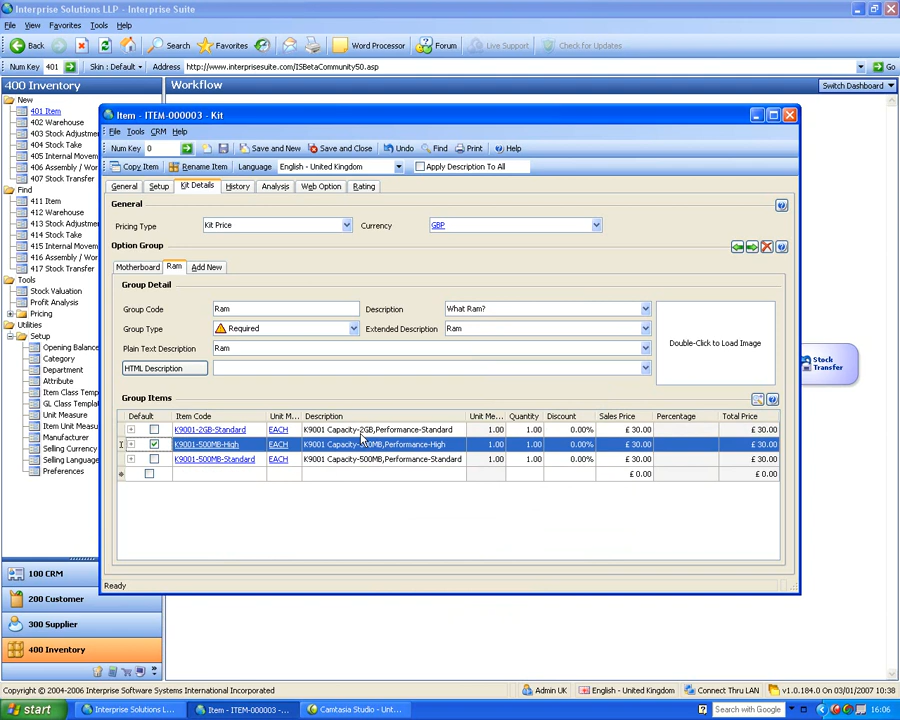 Interprise Solutions LLP - Interprise Suite
File View Favorites Tools Help
Back Search Favorites Word Processor Forum Live Support Check for Updates
Num Key 401 Skin : Default Address http://www.interprisesuite.com/ISBetaCommunity50.asp Go
400 Inventory
Workflow
Switch Dashboard
New
401 Item
402 Warehouse
403 Stock Adjustme
404 Stock Take
405 Internal Movem
406 Assembly / Wor
407 Stock Transfer
Find
411 Item
412 Warehouse
413 Stock Adjustme
414 Stock Take
415 Internal Movem
416 Assembly / Wo
417 Stock Transfer
Tools
Stock Valuation
Profit Analysis
Pricing
Utilities
Setup
Opening Balance
Category
Department
Attribute
Item Class Temp
GL Class Templa
Unit Measure
Item Unit Measu
Manufacturer
Selling Currency
Selling Language
Preferences
100 CRM
200 Customer
300 Supplier
400 Inventory
Item - ITEM-000003 - Kit
File Tools CRM Help
Num Key 0 Save and New Save and Close Undo Find Print Help
Copy Item Rename Item Language English - United Kingdom Apply Description To All
General Setup Kit Details History Analysis Web Option Rating
General
Pricing Type Kit Price Currency GBP
Option Group
Motherboard Ram Add New
Group Detail
Group Code Ram Description What Ram?
Group Type Required Extended Description Ram
Plain Text Description Ram
HTML Description
Double-Click to Load Image
Group Items
Default Item Code Unit M... Description Unit Me... Quantity Discount Sales Price Percentage Total Price
K9001-2GB-Standard EACH K9001 Capacity-2GB,Performance-Standard 1.00 1.00 0.00% £ 30.00 £ 30.00
K9001-500MB-High EACH K9001 Capacity-500MB,Performance-High 1.00 1.00 0.00% £ 30.00 £ 30.00
K9001-500MB-Standard EACH K9001 Capacity-500MB,Performance-Standard 1.00 1.00 0.00% £ 30.00 £ 30.00
£ 0.00 £ 0.00
Ready
Stock
Transfer
Copyright © 2004-2006 Interprise Software Systems International Incorporated
Admin UK English - United Kingdom Connect Thru LAN v1.0.184.0 On 03/01/2007 10:38
start Interprise Solutions L... Item - ITEM-000003 -... Camtasia Studio - Unt... Search Desktop 16:06